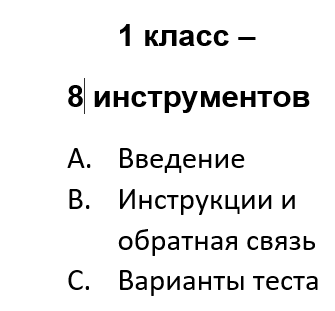 1 класс –
8 инструментов
A. Введение
B. Инструкции и
обратная связь
C. Варианты теста